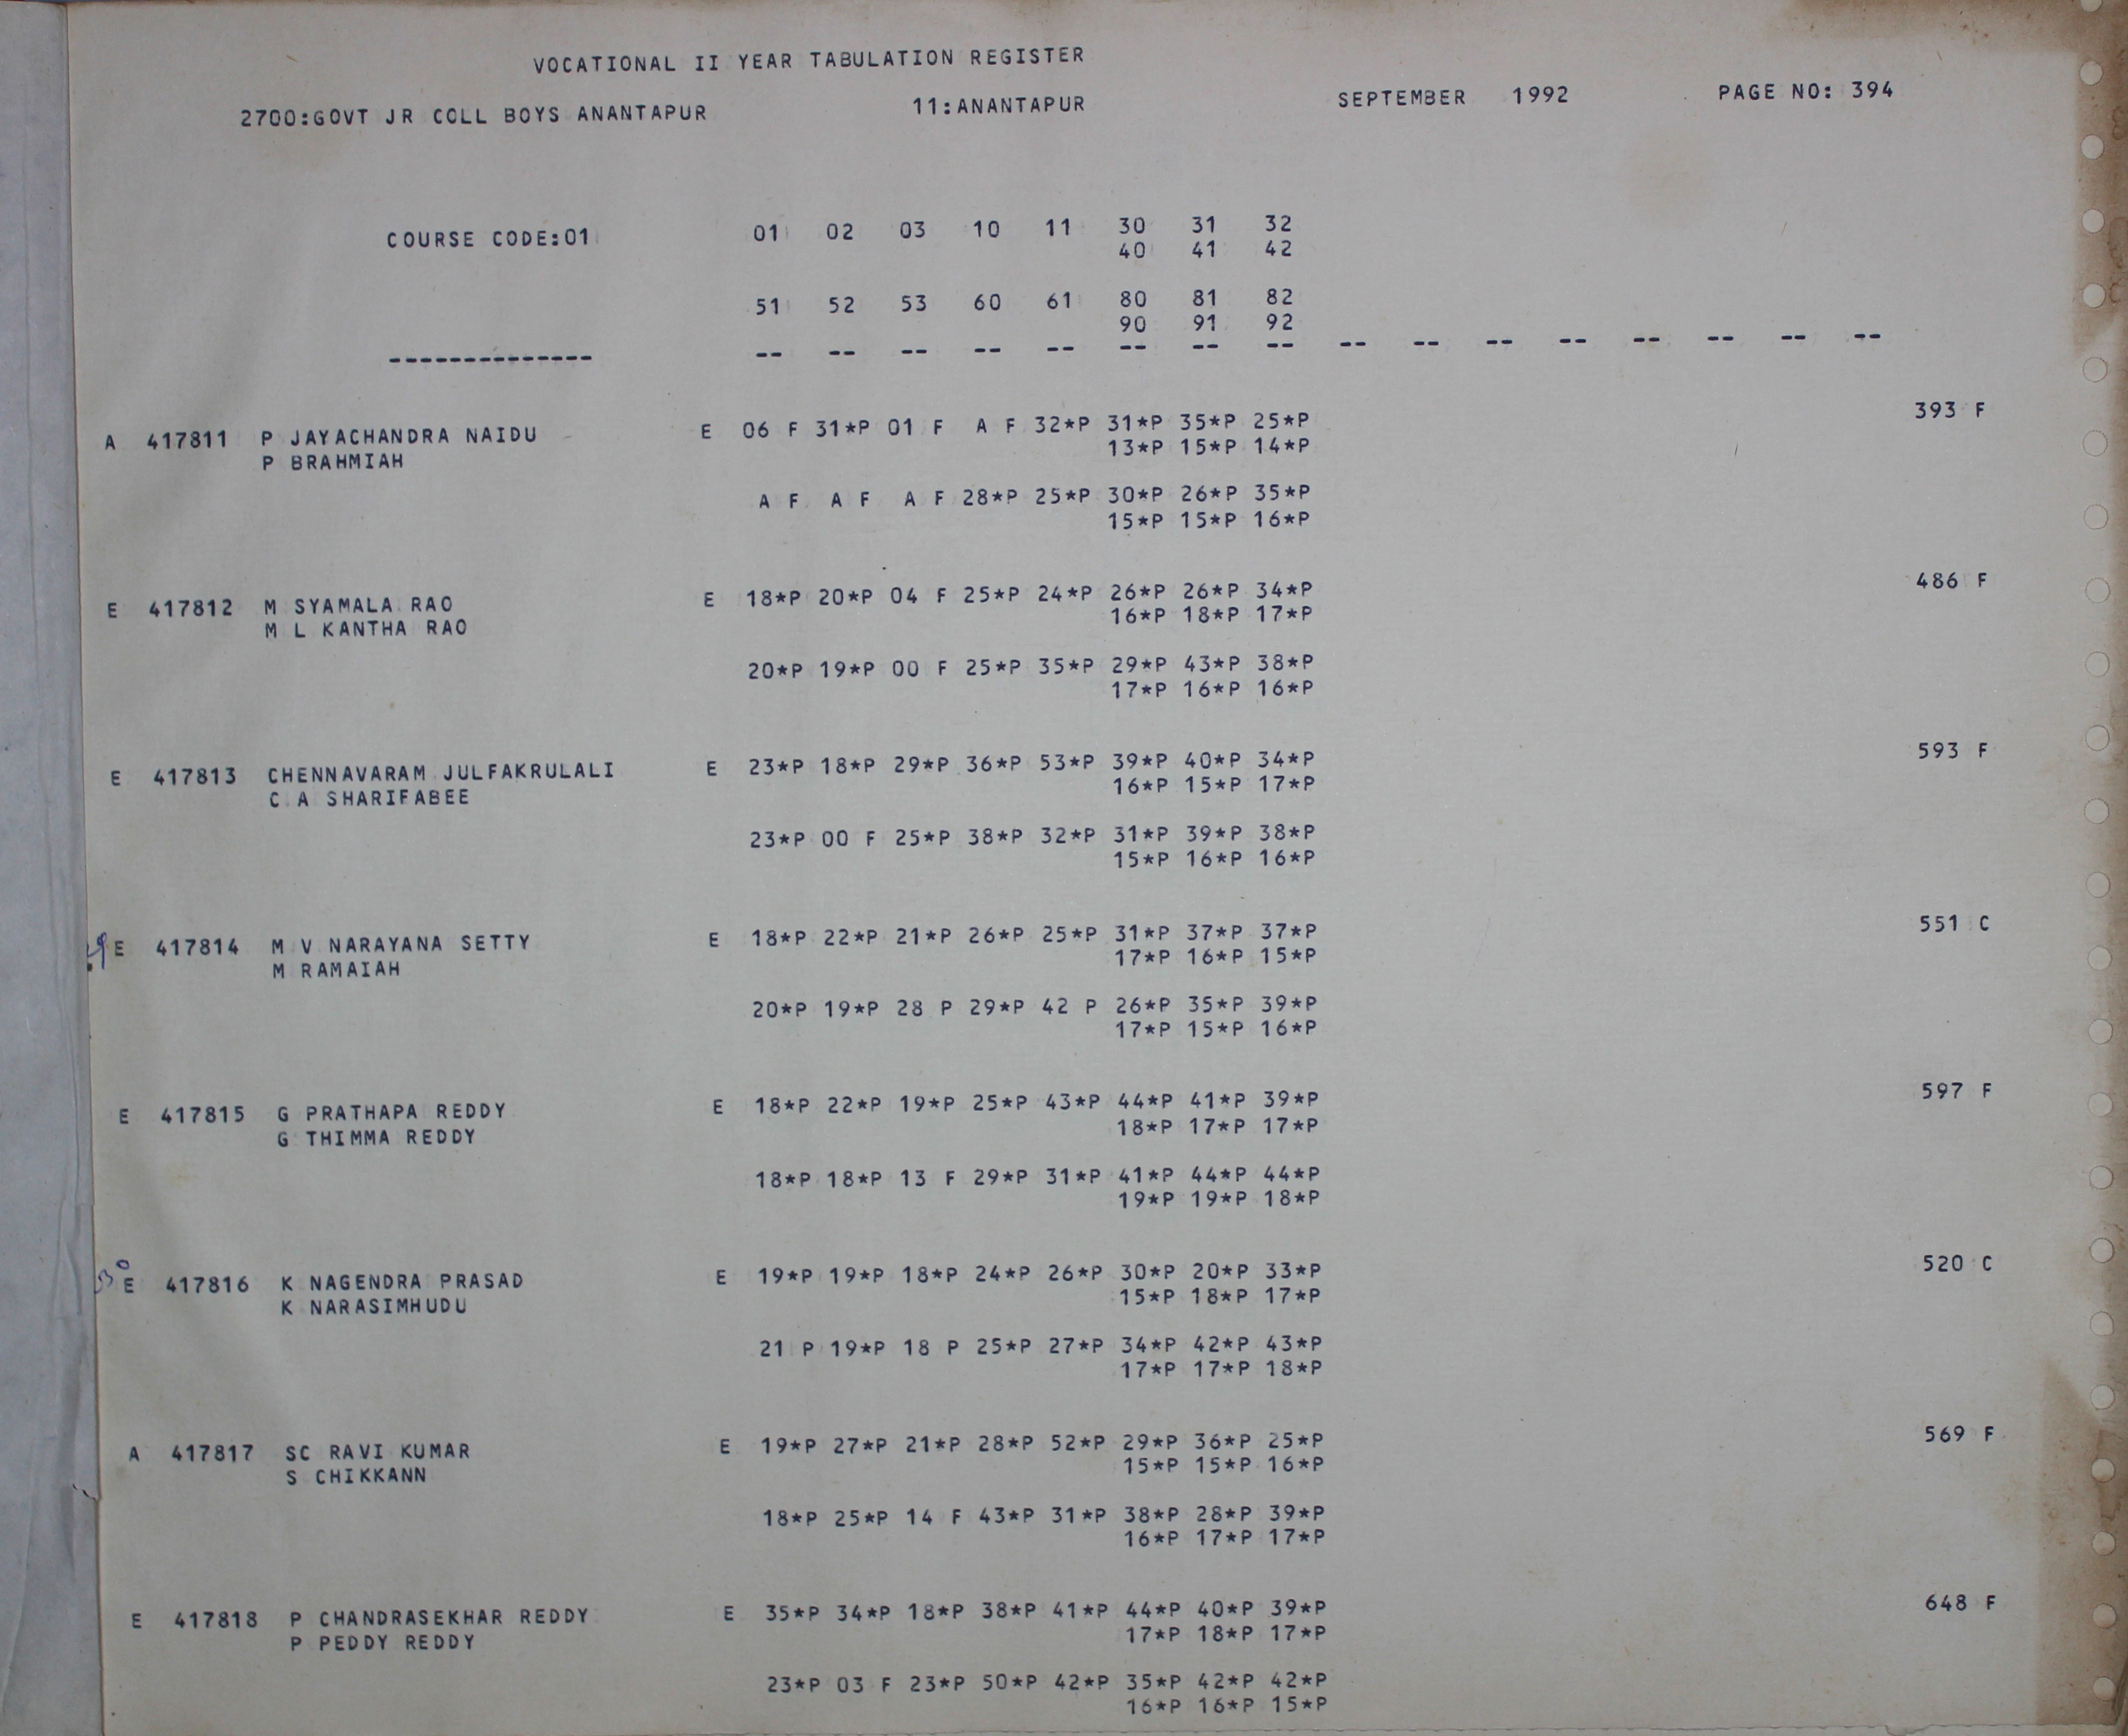 VOCATIONAL II YEAR TABULATION REGISTER
2700:GOVT JR COLL BOYS ANANTAPUR 11:ANANTAPUR SEPTEMBER 1992 PAGE NO: 394
COURSE CODE:01 01 02 03 10 11 30 31 32
40 41 42
51 52 53 60 61 80 81 82
90 91 92
-------------- -- -- -- -- -- -- -- -- -- -- -- -- -- -- -- --
A 417811 P JAYACHANDRA NAIDU E 06 F 31*P 01 F A F 32*P 31*P 35*P 25*P 393 F
P BRAHMIAH 13*P 15*P 14*P
A F A F A F 28*P 25*P 30*P 26*P 35*P
15*P 15*P 16*P
E 417812 M SYAMALA RAO E 18*P 20*P 04 F 25*P 24*P 26*P 26*P 34*P 486 F
M L KANTHA RAO 16*P 18*P 17*P
20*P 19*P 00 F 25*P 35*P 29*P 43*P 38*P
17*P 16*P 16*P
E 417813 CHENNAVARAM JULFAKRULALI E 23*P 18*P 29*P 36*P 53*P 39*P 40*P 34*P 593 F
C A SHARIFABEE 16*P 15*P 17*P
23*P 00 F 25*P 38*P 32*P 31*P 39*P 38*P
15*P 16*P 16*P
29 E 417814 M V NARAYANA SETTY E 18*P 22*P 21*P 26*P 25*P 31*P 37*P 37*P 551 C
M RAMAIAH 17*P 16*P 15*P
20*P 19*P 28 P 29*P 42 P 26*P 35*P 39*P
17*P 15*P 16*P
E 417815 G PRATHAPA REDDY E 18*P 22*P 19*P 25*P 43*P 44*P 41*P 39*P 597 F
G THIMMA REDDY 18*P 17*P 17*P
18*P 18*P 13 F 29*P 31*P 41*P 44*P 44*P
19*P 19*P 18*P
30 E 417816 K NAGENDRA PRASAD E 19*P 19*P 18*P 24*P 26*P 30*P 20*P 33*P 520 C
K NARASIMHUDU 15*P 18*P 17*P
21 P 19*P 18 P 25*P 27*P 34*P 42*P 43*P
17*P 17*P 18*P
A 417817 SC RAVI KUMAR E 19*P 27*P 21*P 28*P 52*P 29*P 36*P 25*P 569 F
S CHIKKANN 15*P 15*P 16*P
18*P 25*P 14 F 43*P 31*P 38*P 28*P 39*P
16*P 17*P 17*P
E 417818 P CHANDRASEKHAR REDDY E 35*P 34*P 18*P 38*P 41*P 44*P 40*P 39*P 648 F
P PEDDY REDDY 17*P 18*P 17*P
23*P 03 F 23*P 50*P 42*P 35*P 42*P 42*P
16*P 16*P 15*P